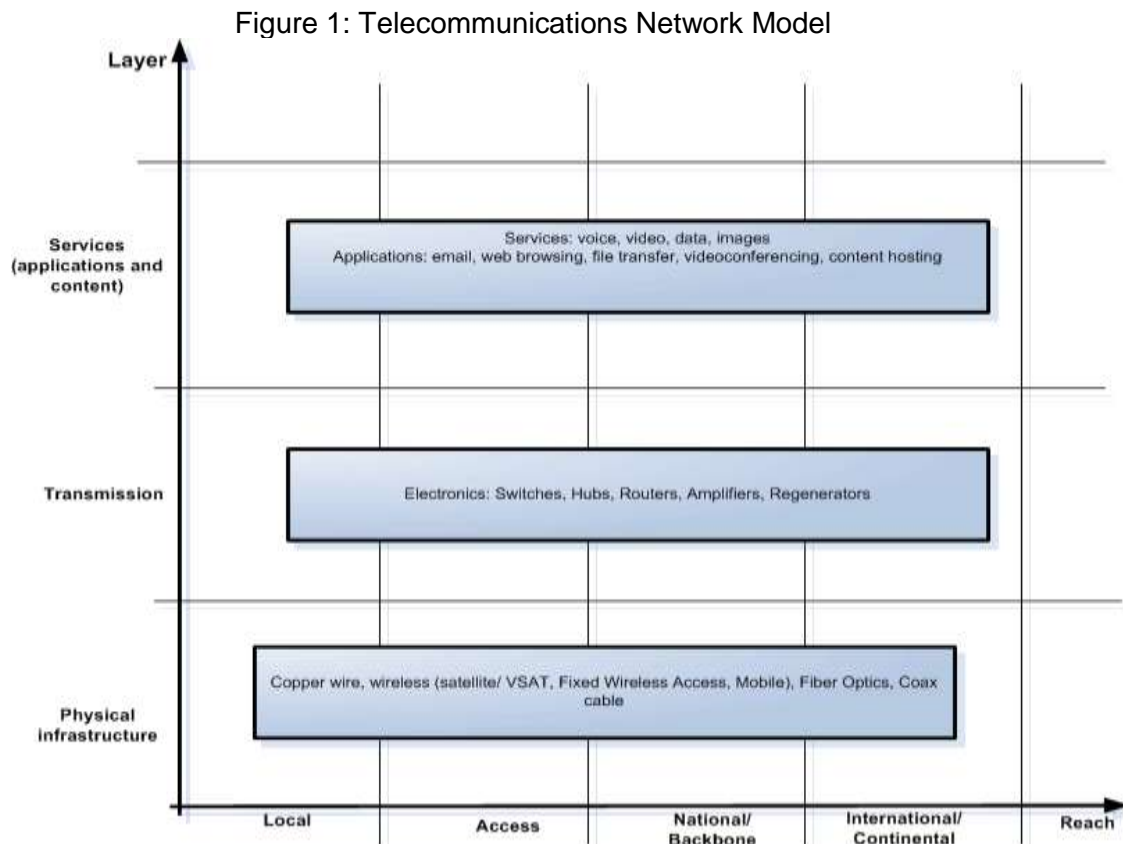 Figure 1: Telecommunications Network Model
Layer
Services
(applications and
content)
Services: voice, video, data, images
Applications: email, web browsing, file transfer, videoconferencing, content hosting
Transmission
Electronics: Switches, Hubs, Routers, Amplifiers, Regenerators
Physical
infrastructure
Copper wire, wireless (satellite/ VSAT, Fixed Wireless Access, Mobile), Fiber Optics, Coax
cable
Local
Access
National/
Backbone
International/
Continental
Reach